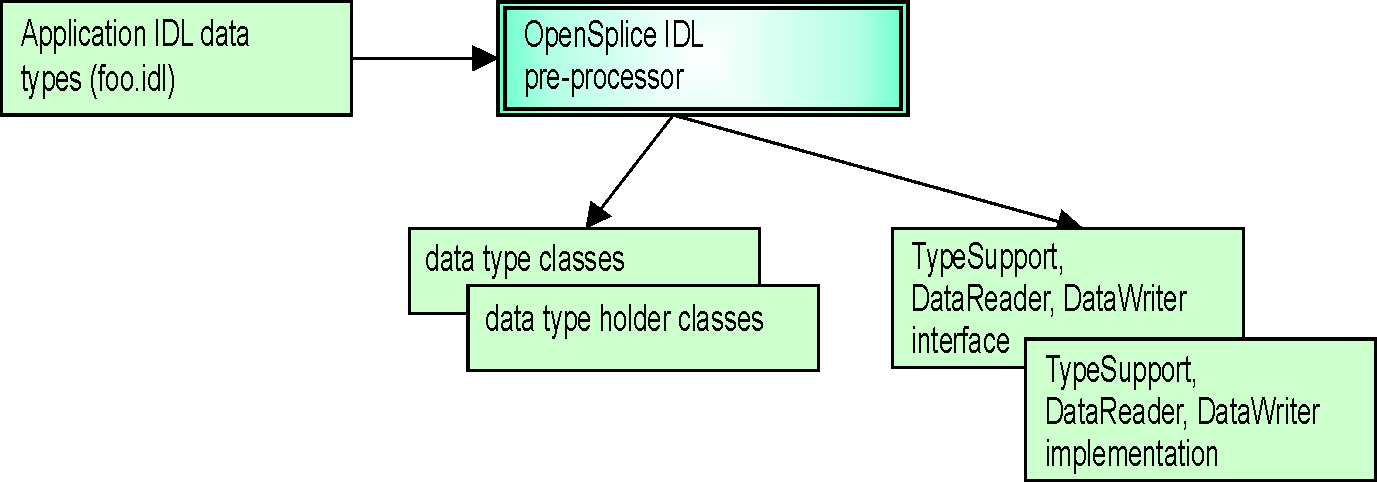 Application IDL data
types (foo.idl)
OpenSplice IDL
pre-processor
data type classes
data type holder classes
TypeSupport,
DataReader, DataWriter
interface
TypeSupport,
DataReader, DataWriter
implementation